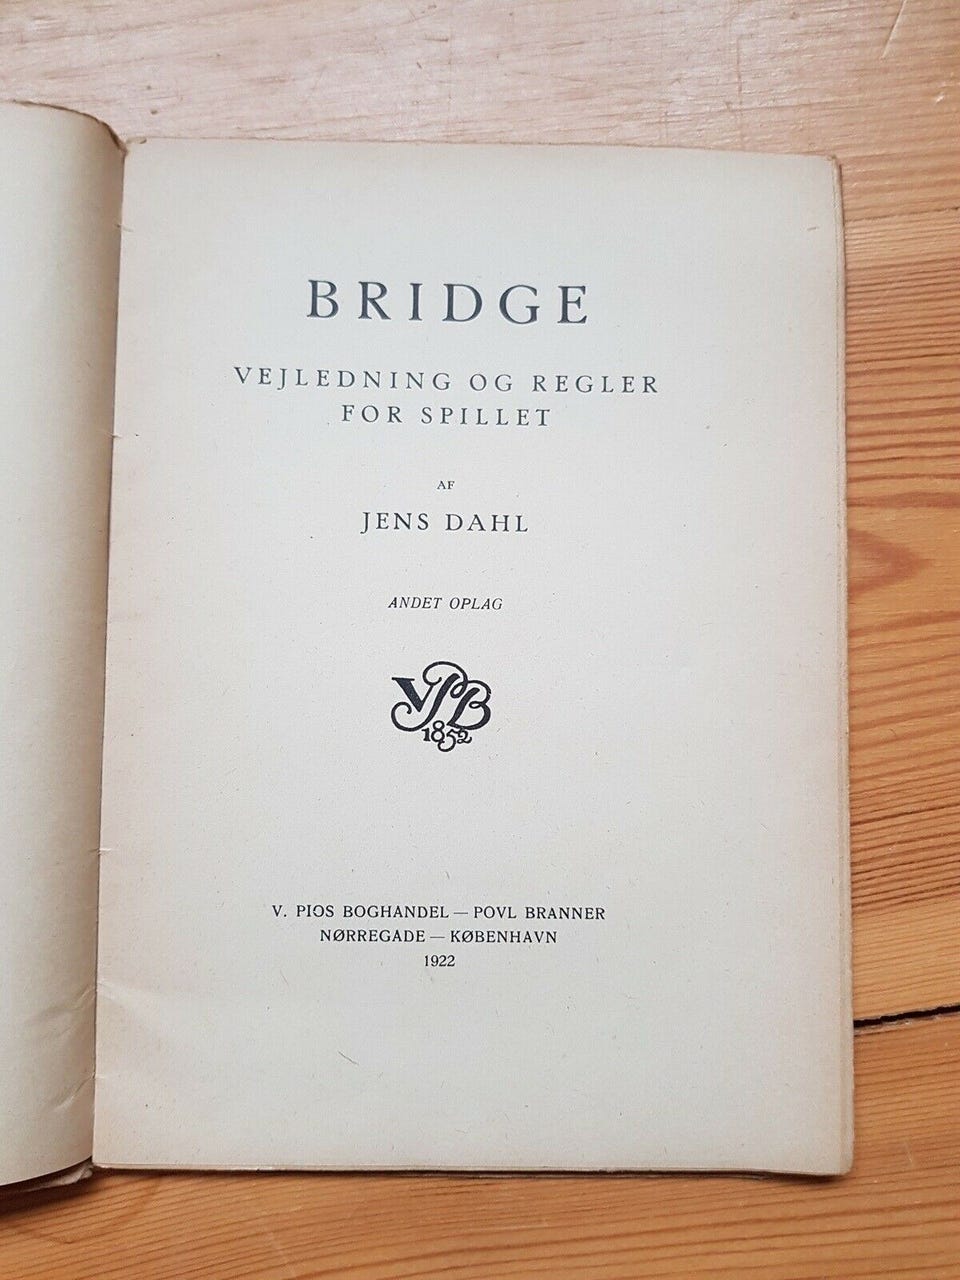 BRIDGE
VEJLEDNING OG REGLER
FOR SPILLET
AF
JENS DAHL
ANDET OPLAG
VPB
1852
V. PIOS BOGHANDEL — POVL BRANNER
NØRREGADE — KØBENHAVN
1922